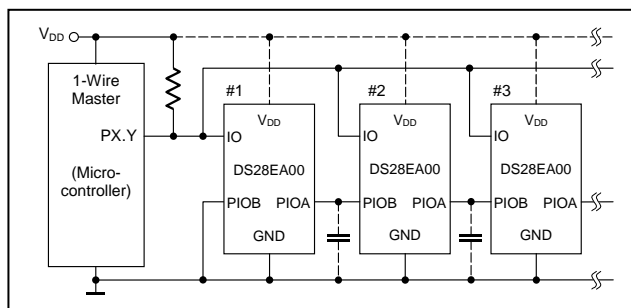 VDD
1-Wire
Master
PX.Y
(Micro-
controller)
#1
VDD
IO
DS28EA00
PIOB PIOA
GND
#2
VDD
IO
DS28EA00
PIOB PIOA
GND
#3
VDD
IO
DS28EA00
PIOB PIOA
GND